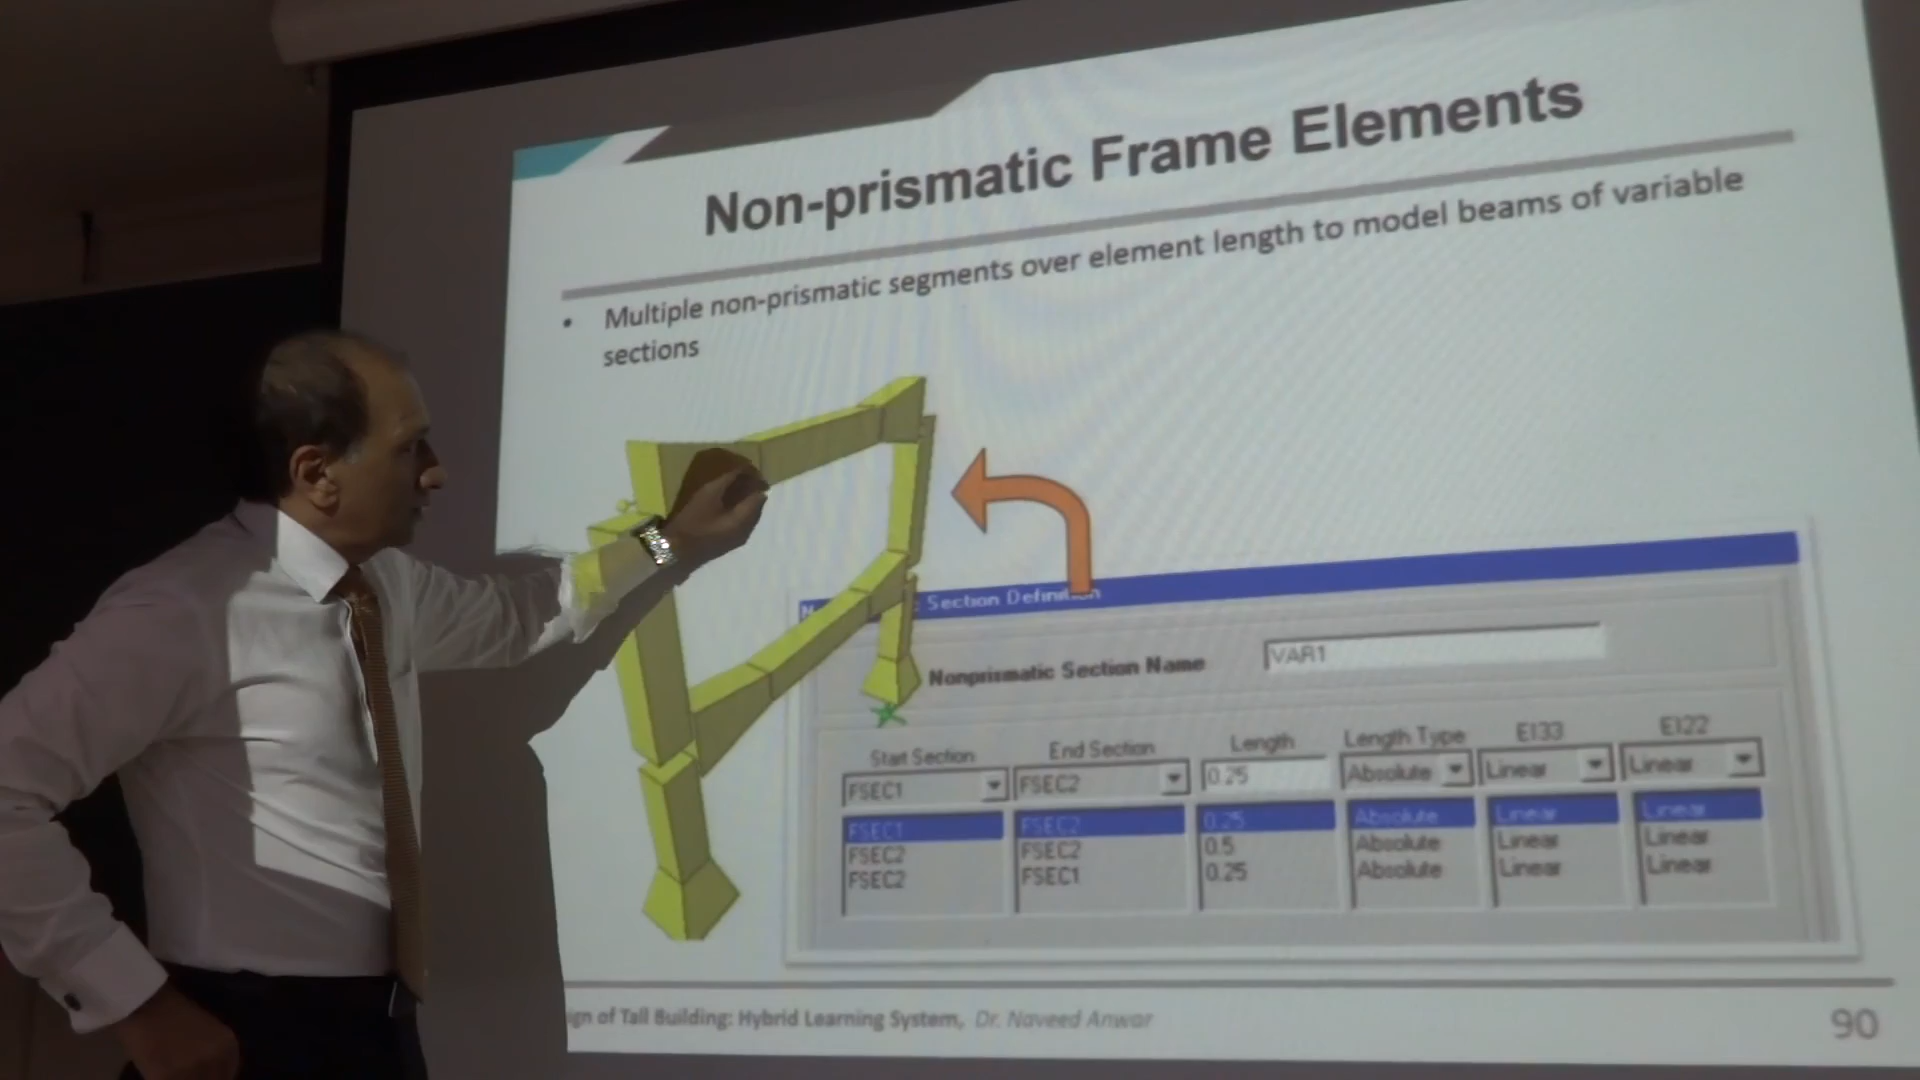 Non-prismatic Frame Elements
• Multiple non-prismatic segments over element length to model beams of variable
sections
Section Definition
Nonprismatic Section Name VAR1
Start Section End Section Length Length Type EI33 EI22
FSEC1 FSEC2 0.25 Absolute Linear Linear
FSEC1 FSEC2 0.25 Absolute Linear Linear
FSEC2 FSEC2 0.5 Absolute Linear Linear
FSEC2 FSEC1 0.25 Absolute Linear Linear
ign of Tall Building: Hybrid Learning System, Dr. Naveed Anwar
90